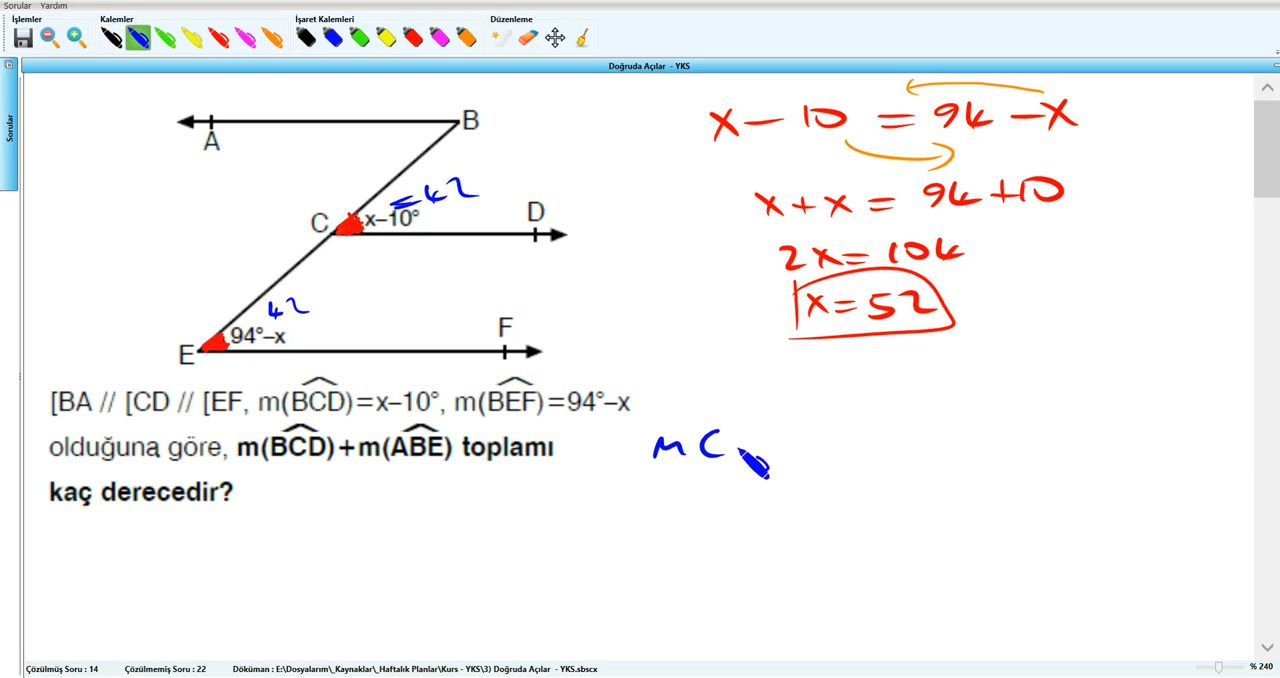 Sorular Yardım
İşlemler Kalemler İşaret Kalemleri Düzenleme
Doğruda Açılar - YKS
Sorular
B
A
= 42
x–10°
C
D
42
94°–x
E
F
x – 10 = 94 – x
x + x = 94 + 10
2x = 104
x = 52
[BA // [CD // [EF, m(BCD)=x–10°, m(BEF)=94°–x
olduğuna göre, m(BCD)+m(ABE) toplamı
kaç derecedir?
m (
Çözülmüş Soru : 14 Çözülmemiş Soru : 22 Döküman : E:\Dosyalarım\_Kaynaklar\_Haftalık Planlar\Kurs - YKS\3) Doğruda Açılar - YKS.sbscx % 240